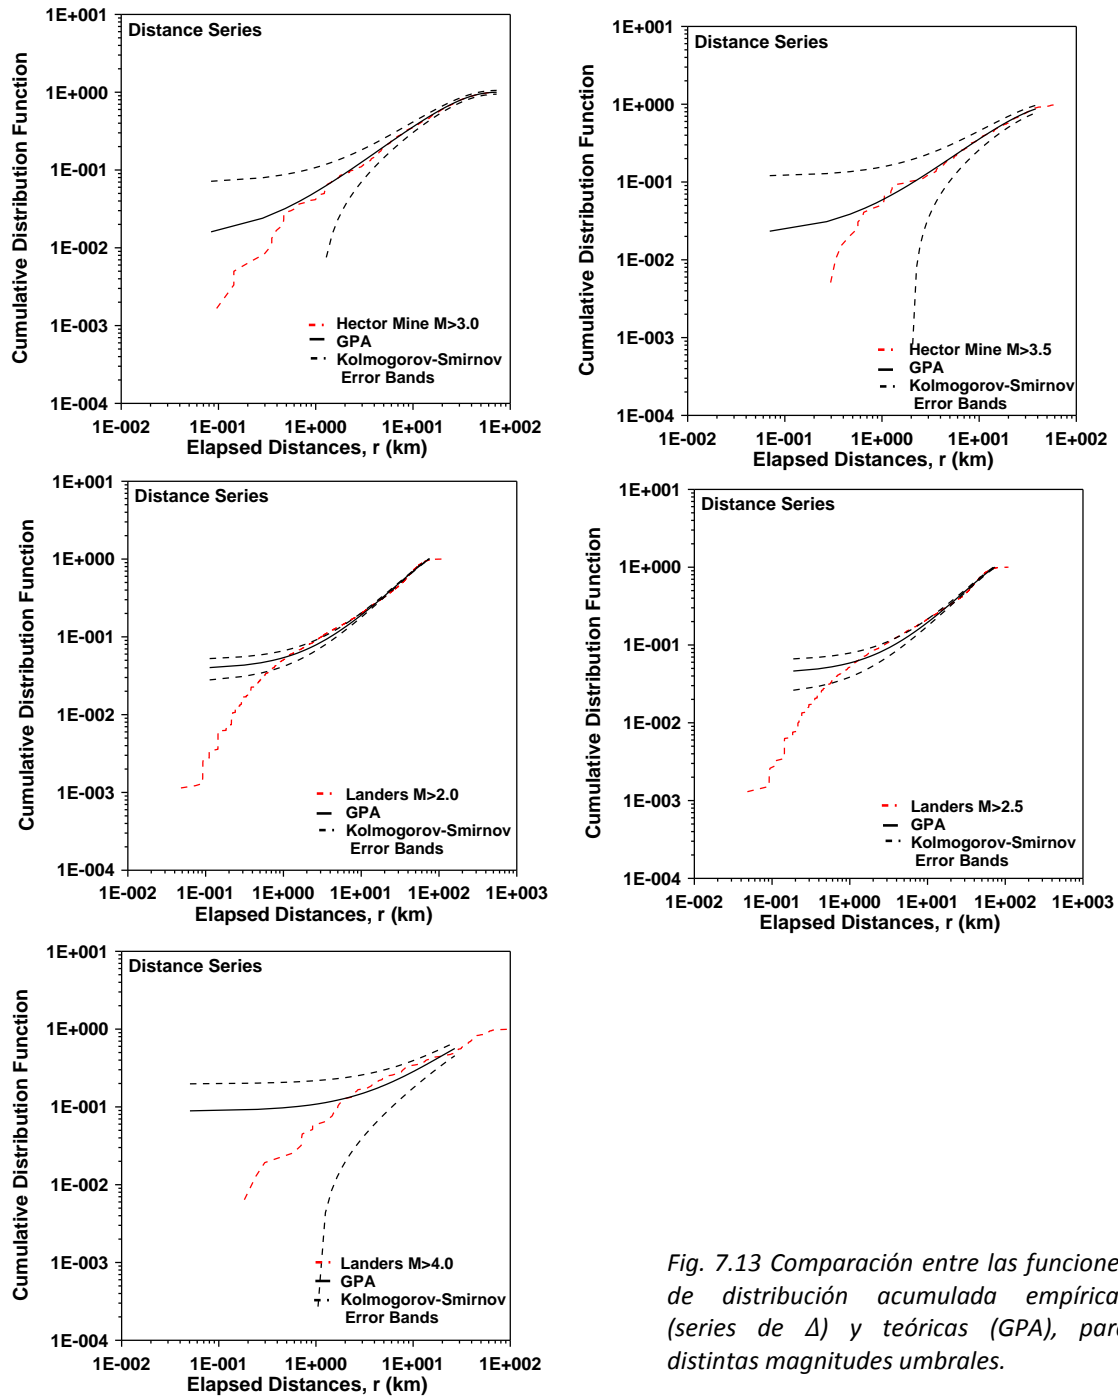 1E+001
Distance Series
1E+000
1E-001
1E-002
1E-003
1E-004
Cumulative Distribution Function
Hector Mine M>3.0
GPA
Kolmogorov-Smirnov
Error Bands
1E-002 1E-001 1E+000 1E+001 1E+002
Elapsed Distances, r (km)
1E+001
Distance Series
1E+000
1E-001
1E-002
1E-003
1E-004
Cumulative Distribution Function
Hector Mine M>3.5
GPA
Kolmogorov-Smirnov
Error Bands
1E-002 1E-001 1E+000 1E+001 1E+002
Elapsed Distances, r (km)
1E+001
Distance Series
1E+000
1E-001
1E-002
1E-003
1E-004
Cumulative Distribution Function
Landers M>2.0
GPA
Kolmogorov-Smirnov
Error Bands
1E-002 1E-001 1E+000 1E+001 1E+002 1E+003
Elapsed Distances, r (km)
1E+001
Distance Series
1E+000
1E-001
1E-002
1E-003
1E-004
Cumulative Distribution Function
Landers M>2.5
GPA
Kolmogorov-Smirnov
Error Bands
1E-002 1E-001 1E+000 1E+001 1E+002 1E+003
Elapsed Distances, r (km)
1E+001
Distance Series
1E+000
1E-001
1E-002
1E-003
1E-004
Cumulative Distribution Function
Landers M>4.0
GPA
Kolmogorov-Smirnov
Error Bands
1E-002 1E-001 1E+000 1E+001 1E+002
Elapsed Distances, r (km)
Fig. 7.13 Comparación entre las funcione
de distribución acumulada empírica
(series de Δ) y teóricas (GPA), par
distintas magnitudes umbrales.